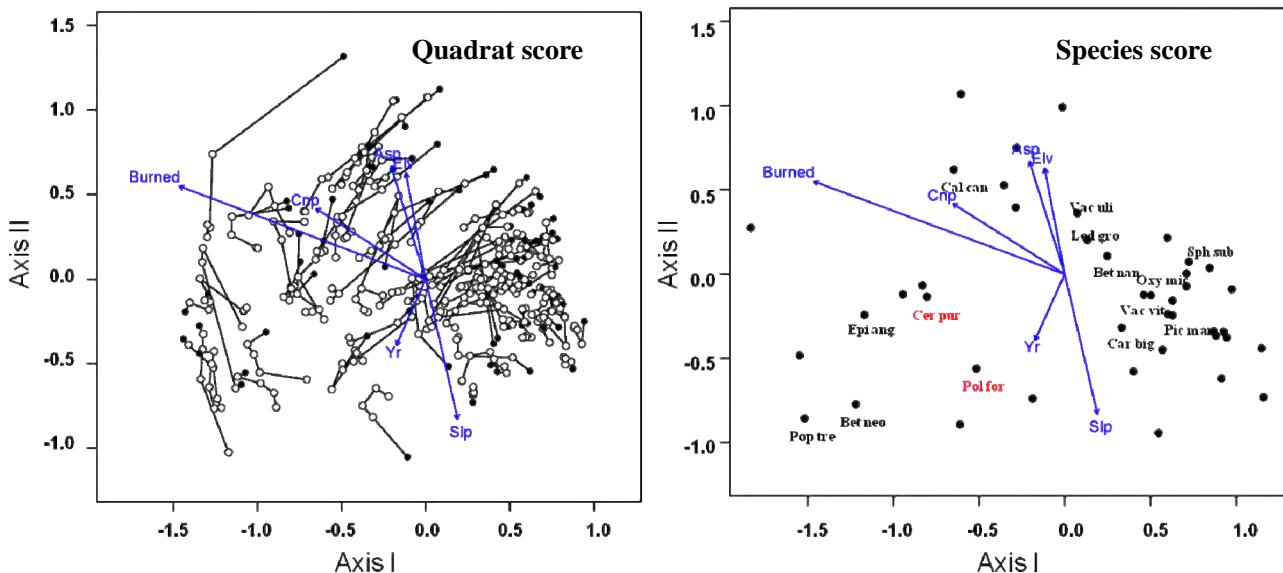 Quadrat score
1.5
1.0
0.5
0.0
-0.5
-1.0
Axis II
Burned
Cnp
Asp
Elv
Yr
Slp
-1.5
-1.0
-0.5
0.0
0.5
1.0
Axis I
Species score
1.5
1.0
0.5
0.0
-0.5
-1.0
Axis II
Burned
Cnp
Asp
Elv
Yr
Slp
Cal can
Vac uli
Led gro
Bet nan
Sph sub
Oxy mic
Vac vit
Pic mar
Car big
Epi ang
Cer pur
Pol for
Bet neo
Pop tre
-1.5
-1.0
-0.5
0.0
0.5
1.0
Axis I